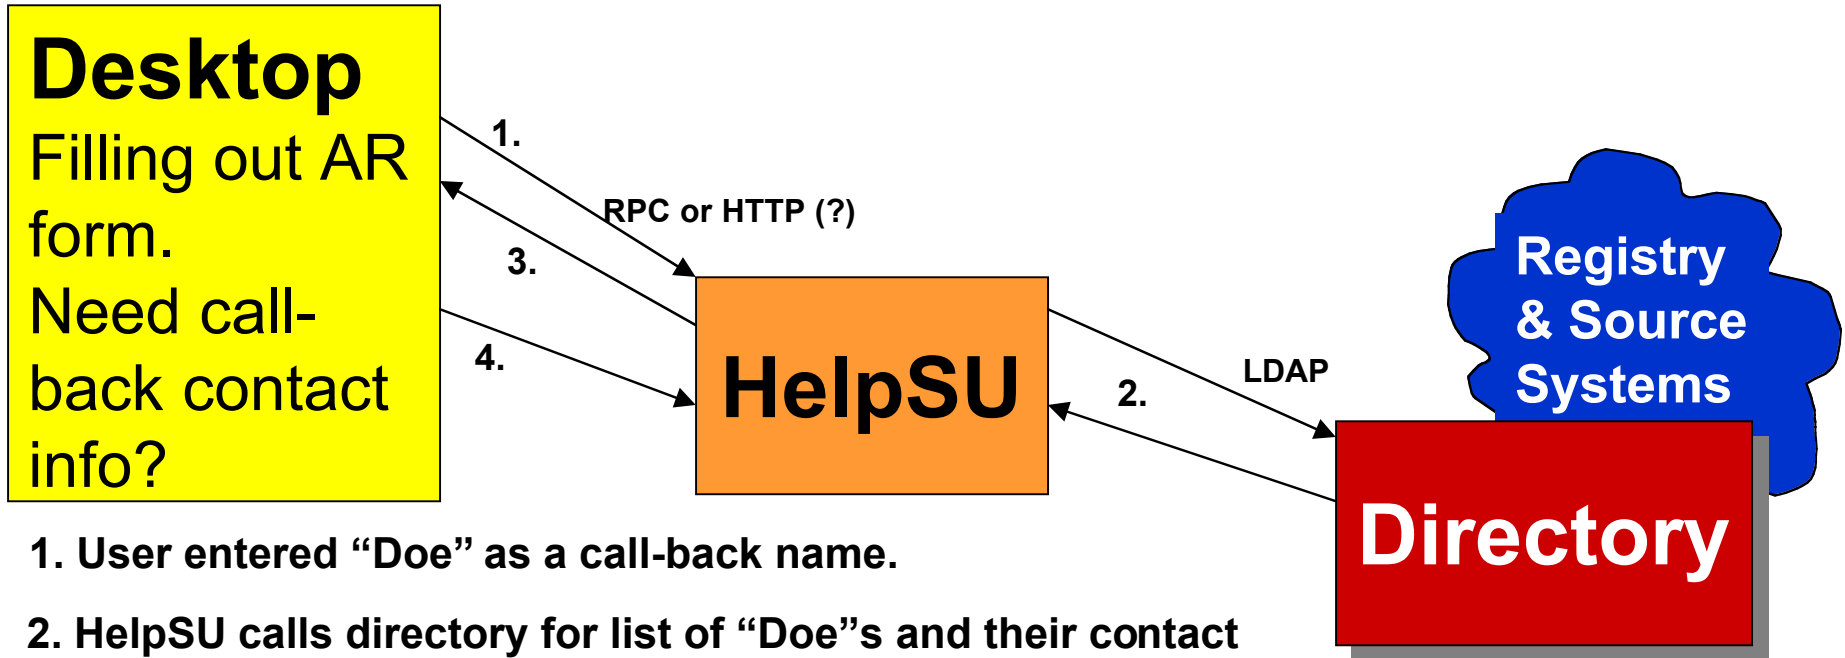 Desktop
Filling out AR
form.
Need call-
back contact
info?
1.
RPC or HTTP (?)
3.
4.
HelpSU
LDAP
2.
Registry
& Source
Systems
Directory
1. User entered “Doe” as a call-back name.
2. HelpSU calls directory for list of “Doe”s and their contact